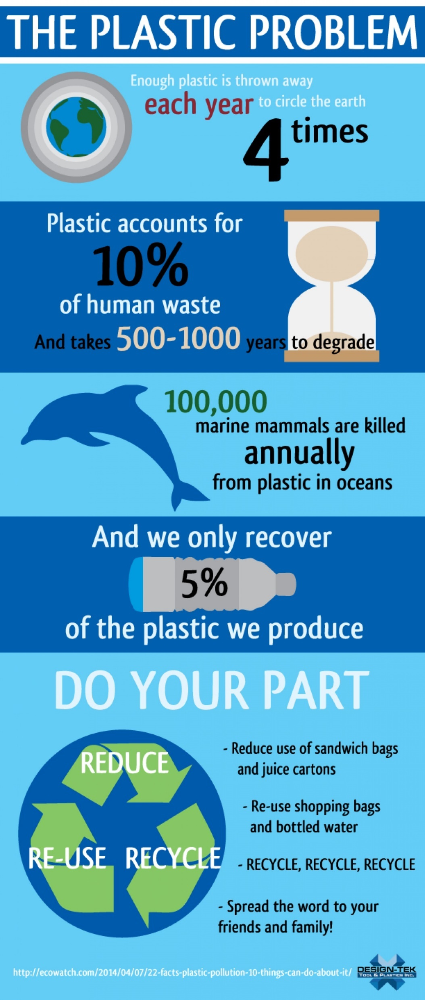 THE PLASTIC PROBLEM
Enough plastic is thrown away
each year to circle the earth
4 times
Plastic accounts for
10%
of human waste
And takes 500-1000 years to degrade
100,000
marine mammals are killed
annually
from plastic in oceans
And we only recover
5%
of the plastic we produce
DO YOUR PART
REDUCE
RE-USE RECYCLE
- Reduce use of sandwich bags
and juice cartons
- Re-use shopping bags
and bottled water
- RECYCLE, RECYCLE, RECYCLE
- Spread the word to your
friends and family!
http://ecowatch.com/2014/04/07/22-facts-plastic-pollution-10-things-can-do-about-it/
DESIGN-TEK
TOOL & PLASTICS INC.